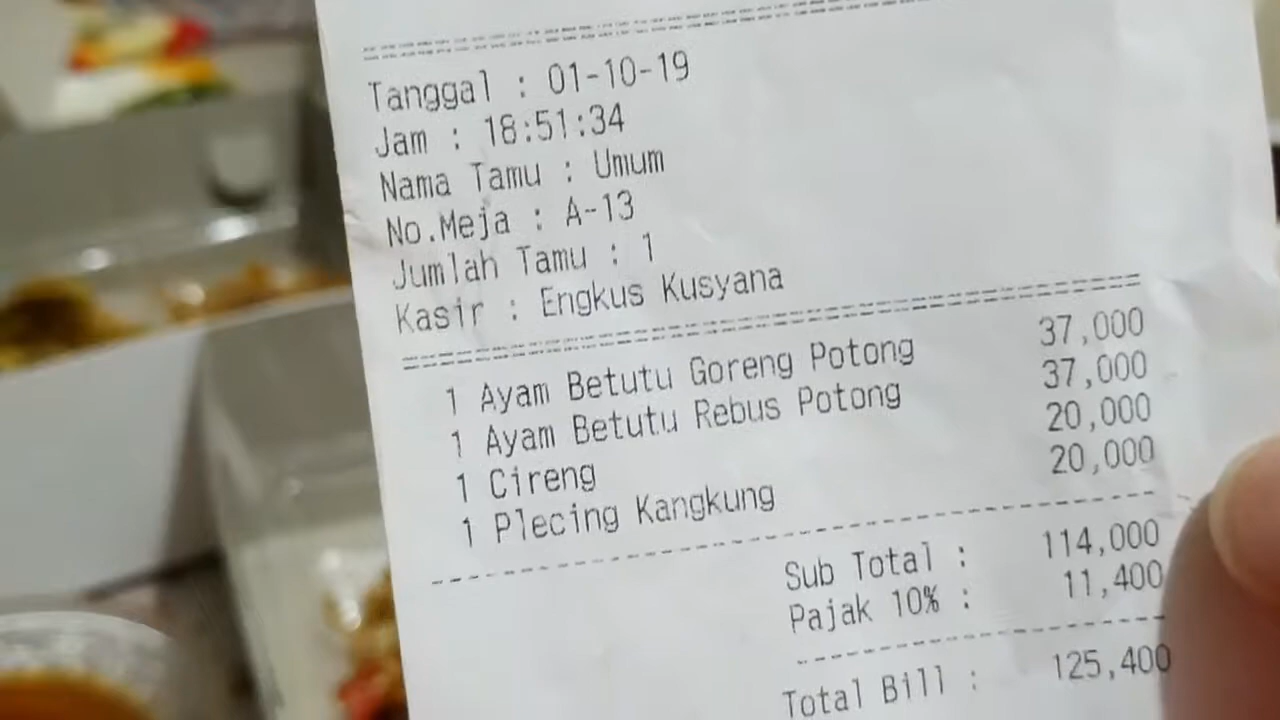 Tanggal : 01-10-19
Jam : 18:51:34
Nama Tamu : Umum
No.Meja : A-13
Jumlah Tamu : 1
Kasir : Engkus Kusyana
1 Ayam Betutu Goreng Potong 37,000
1 Ayam Betutu Rebus Potong 37,000
1 Cireng 20,000
1 Plecing Kangkung 20,000
Sub Total : 114,000
Pajak 10% : 11,400
Total Bill : 125,400